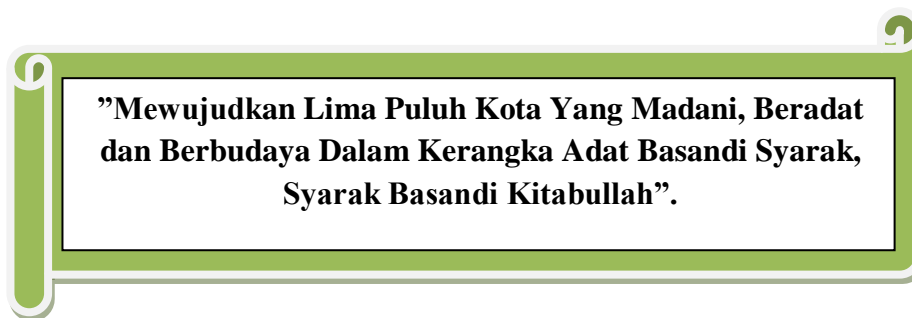 ”Mewujudkan Lima Puluh Kota Yang Madani, Beradat
dan Berbudaya Dalam Kerangka Adat Basandi Syarak,
Syarak Basandi Kitabullah”.